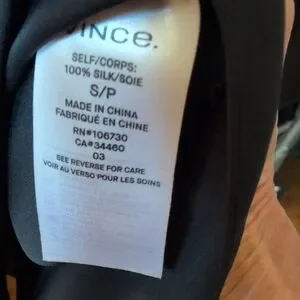 VINCE.
SELF/CORPS:
100% SILK/SOIE
S/P
MADE IN CHINA
FABRIQUÉ EN CHINE
RN#106730
CA#34460
03
SEE REVERSE FOR CARE
VOIR AU VERSO POUR LES SOINS